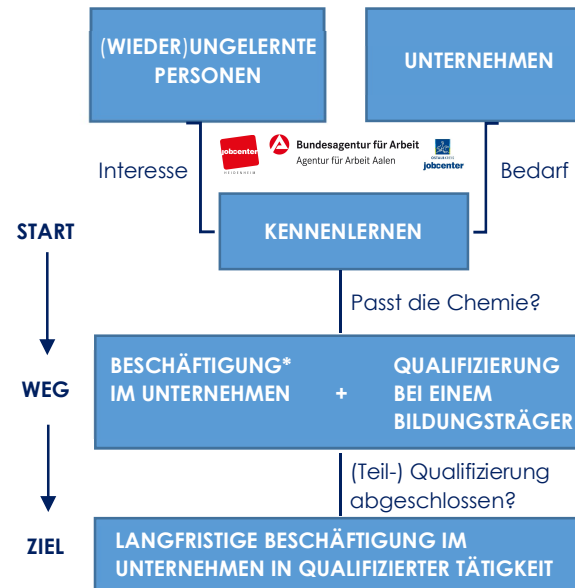 (WIEDER)UNGELERNTE
PERSONEN
UNTERNEHMEN
jobcenter
HEIDENHEIM
Bundesagentur für Arbeit
Agentur für Arbeit Aalen
OSTALBKREIS
jobcenter
Interesse
Bedarf
START
KENNENLERNEN
Passt die Chemie?
WEG
BESCHÄFTIGUNG*
IM UNTERNEHMEN
+
QUALIFIZIERUNG
BEI EINEM
BILDUNGSTRÄGER
(Teil-) Qualifizierung
abgeschlossen?
ZIEL
LANGFRISTIGE BESCHÄFTIGUNG IM
UNTERNEHMEN IN QUALIFIZIERTER TÄTIGKEIT